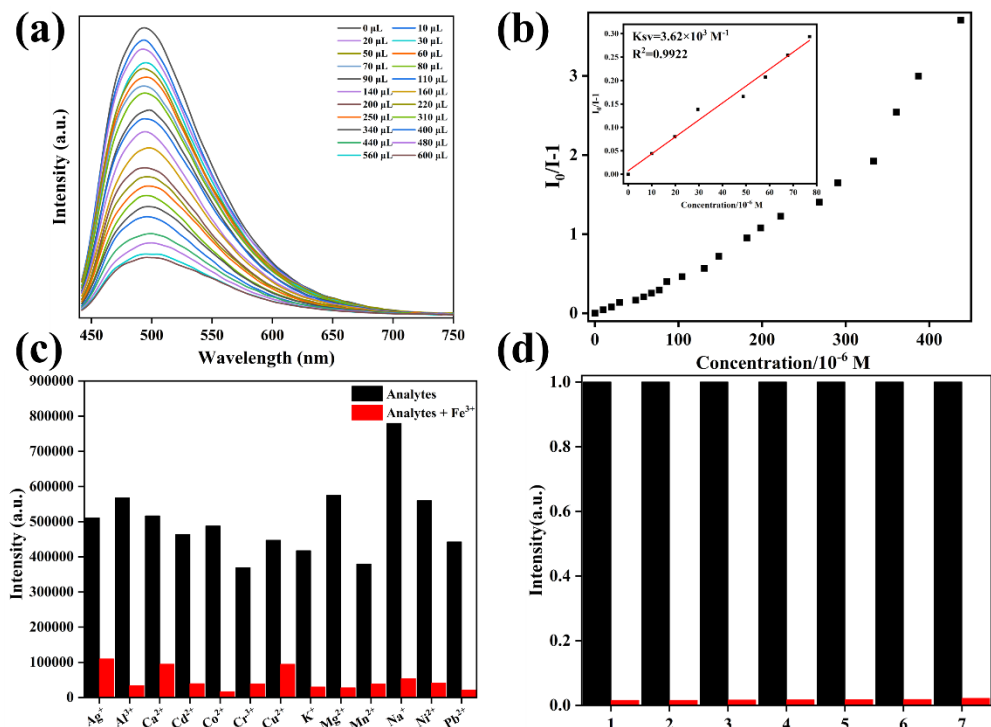 (a)
0 µL 10 µL
20 µL 30 µL
50 µL 60 µL
70 µL 80 µL
90 µL 110 µL
140 µL 160 µL
200 µL 220 µL
250 µL 310 µL
340 µL 400 µL
440 µL 480 µL
560 µL 600 µL
Intensity (a.u.)
450 500 550 600 650 700 750
Wavelength (nm)
(b)
Ksv=3.62×10³ M⁻¹
R²=0.9922
0.30
0.25
0.20
0.15
0.10
0.05
0.00
I₀/I-1
0 10 20 30 40 50 60 70 80
Concentration/10⁻⁶ M
3
2
1
0
I₀/I-1
0 100 200 300 400
Concentration/10⁻⁶ M
(c)
Analytes
Analytes + Fe³⁺
900000
800000
700000
600000
500000
400000
300000
200000
100000
0
Intensity (a.u.)
Ag⁺ Al³⁺ Ca²⁺ Cd²⁺ Co²⁺ Cr³⁺ Cu²⁺ K⁺ Mg²⁺ Mn²⁺ Na⁺ Ni²⁺ Pb²⁺
(d)
1.0
0.8
0.6
0.4
0.2
0.0
Intensity(a.u.)
1 2 3 4 5 6 7